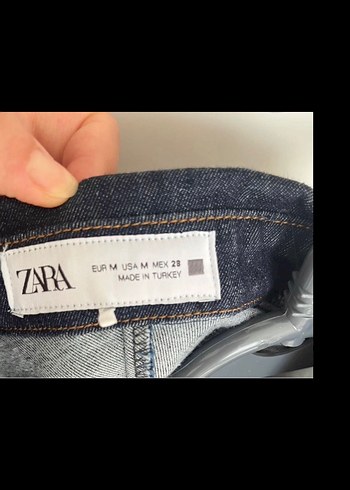 ZARA
EUR M USA M MEX 28
MADE IN TURKEY